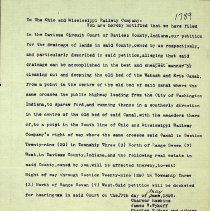 1789
To The Ohio and Mississippi Railway Company:
You are hereby notified that we have filed
in the Daviess Circuit Court of Daviess County, Indiana, our petition
for the drainage of lands in said County, owned by us respectively,
and particularly described in said petition, alleging that said
drainage can be accomplished in the best and cheapest manner by
cleaning out and deepening the old bed of the Wabash and Erie Canal,
from a point in the center of the old bed of said canal where the
same crosses the public highway leading from the City of Washington
Indiana, to and running thence in a southerly direction
in the centre of the old bed of said Canal, with the meanders there
of, to a point in the South line of Ohio and Mississippi Railway
Company's right of way where the same crosses said Canal in Section
Twenty-nine (29) in Township Three (3) North of Range Seven (7)
West, in Daviess County, Indiana, and the following real estate in
said County, owned by you, will be affected thereby, to-wit:
Right of way through Section Twenty-nine (29) in Township Three
(3) North of Range Seven (7) West. Said petition will be docketed
for hearing in said Court on the day of
Charles
James
Charles